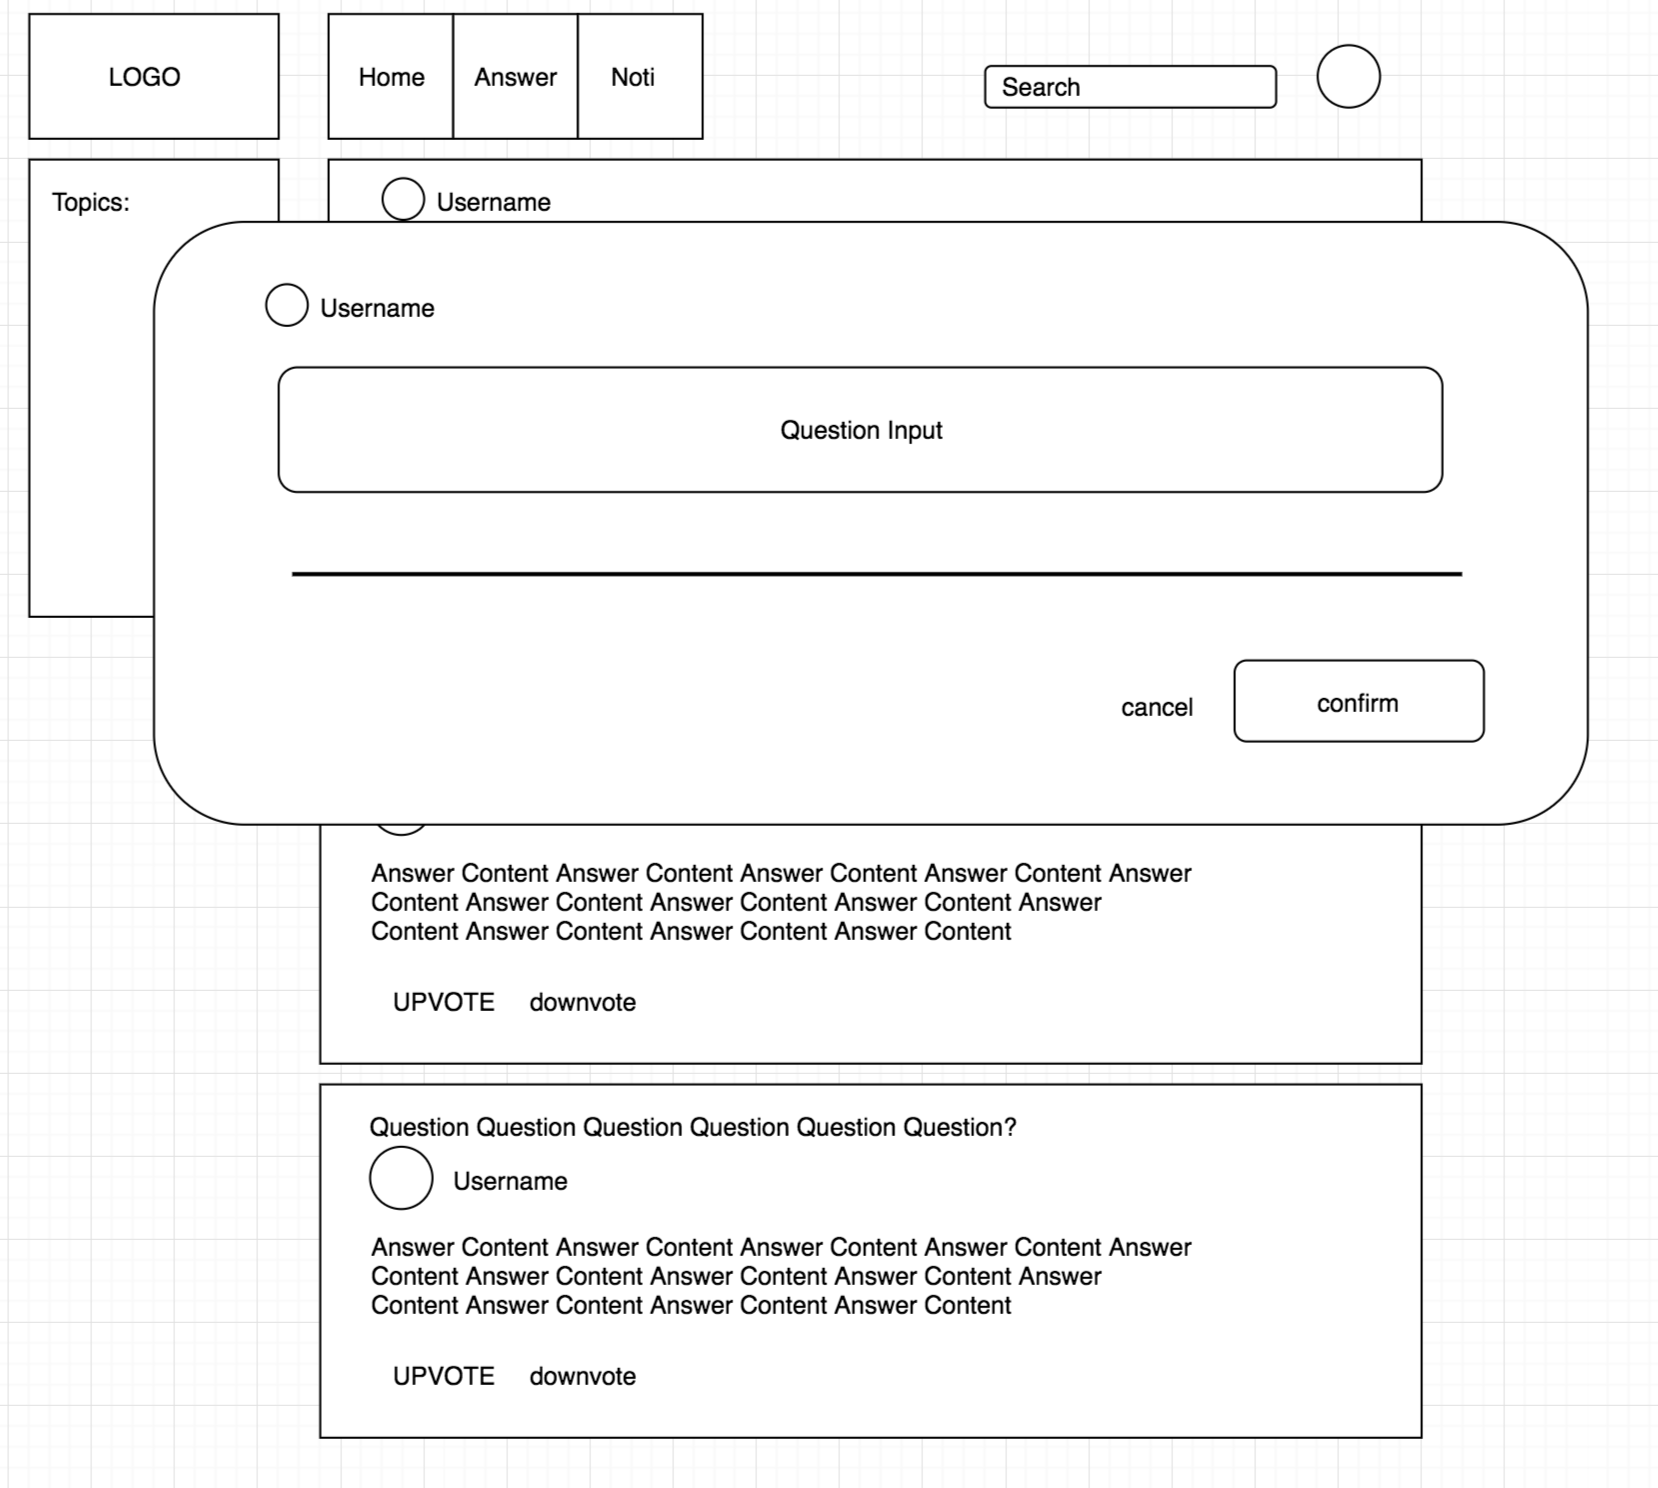 LOGO
Home
Answer
Noti
Search
Topics:
Username
Username
Question Input
cancel
confirm
Answer Content Answer Content Answer Content Answer Content Answer
Content Answer Content Answer Content Answer Content Answer
Content Answer Content Answer Content Answer Content
UPVOTE
downvote
Question Question Question Question Question Question?
Username
Answer Content Answer Content Answer Content Answer Content Answer
Content Answer Content Answer Content Answer Content Answer
Content Answer Content Answer Content Answer Content
UPVOTE
downvote